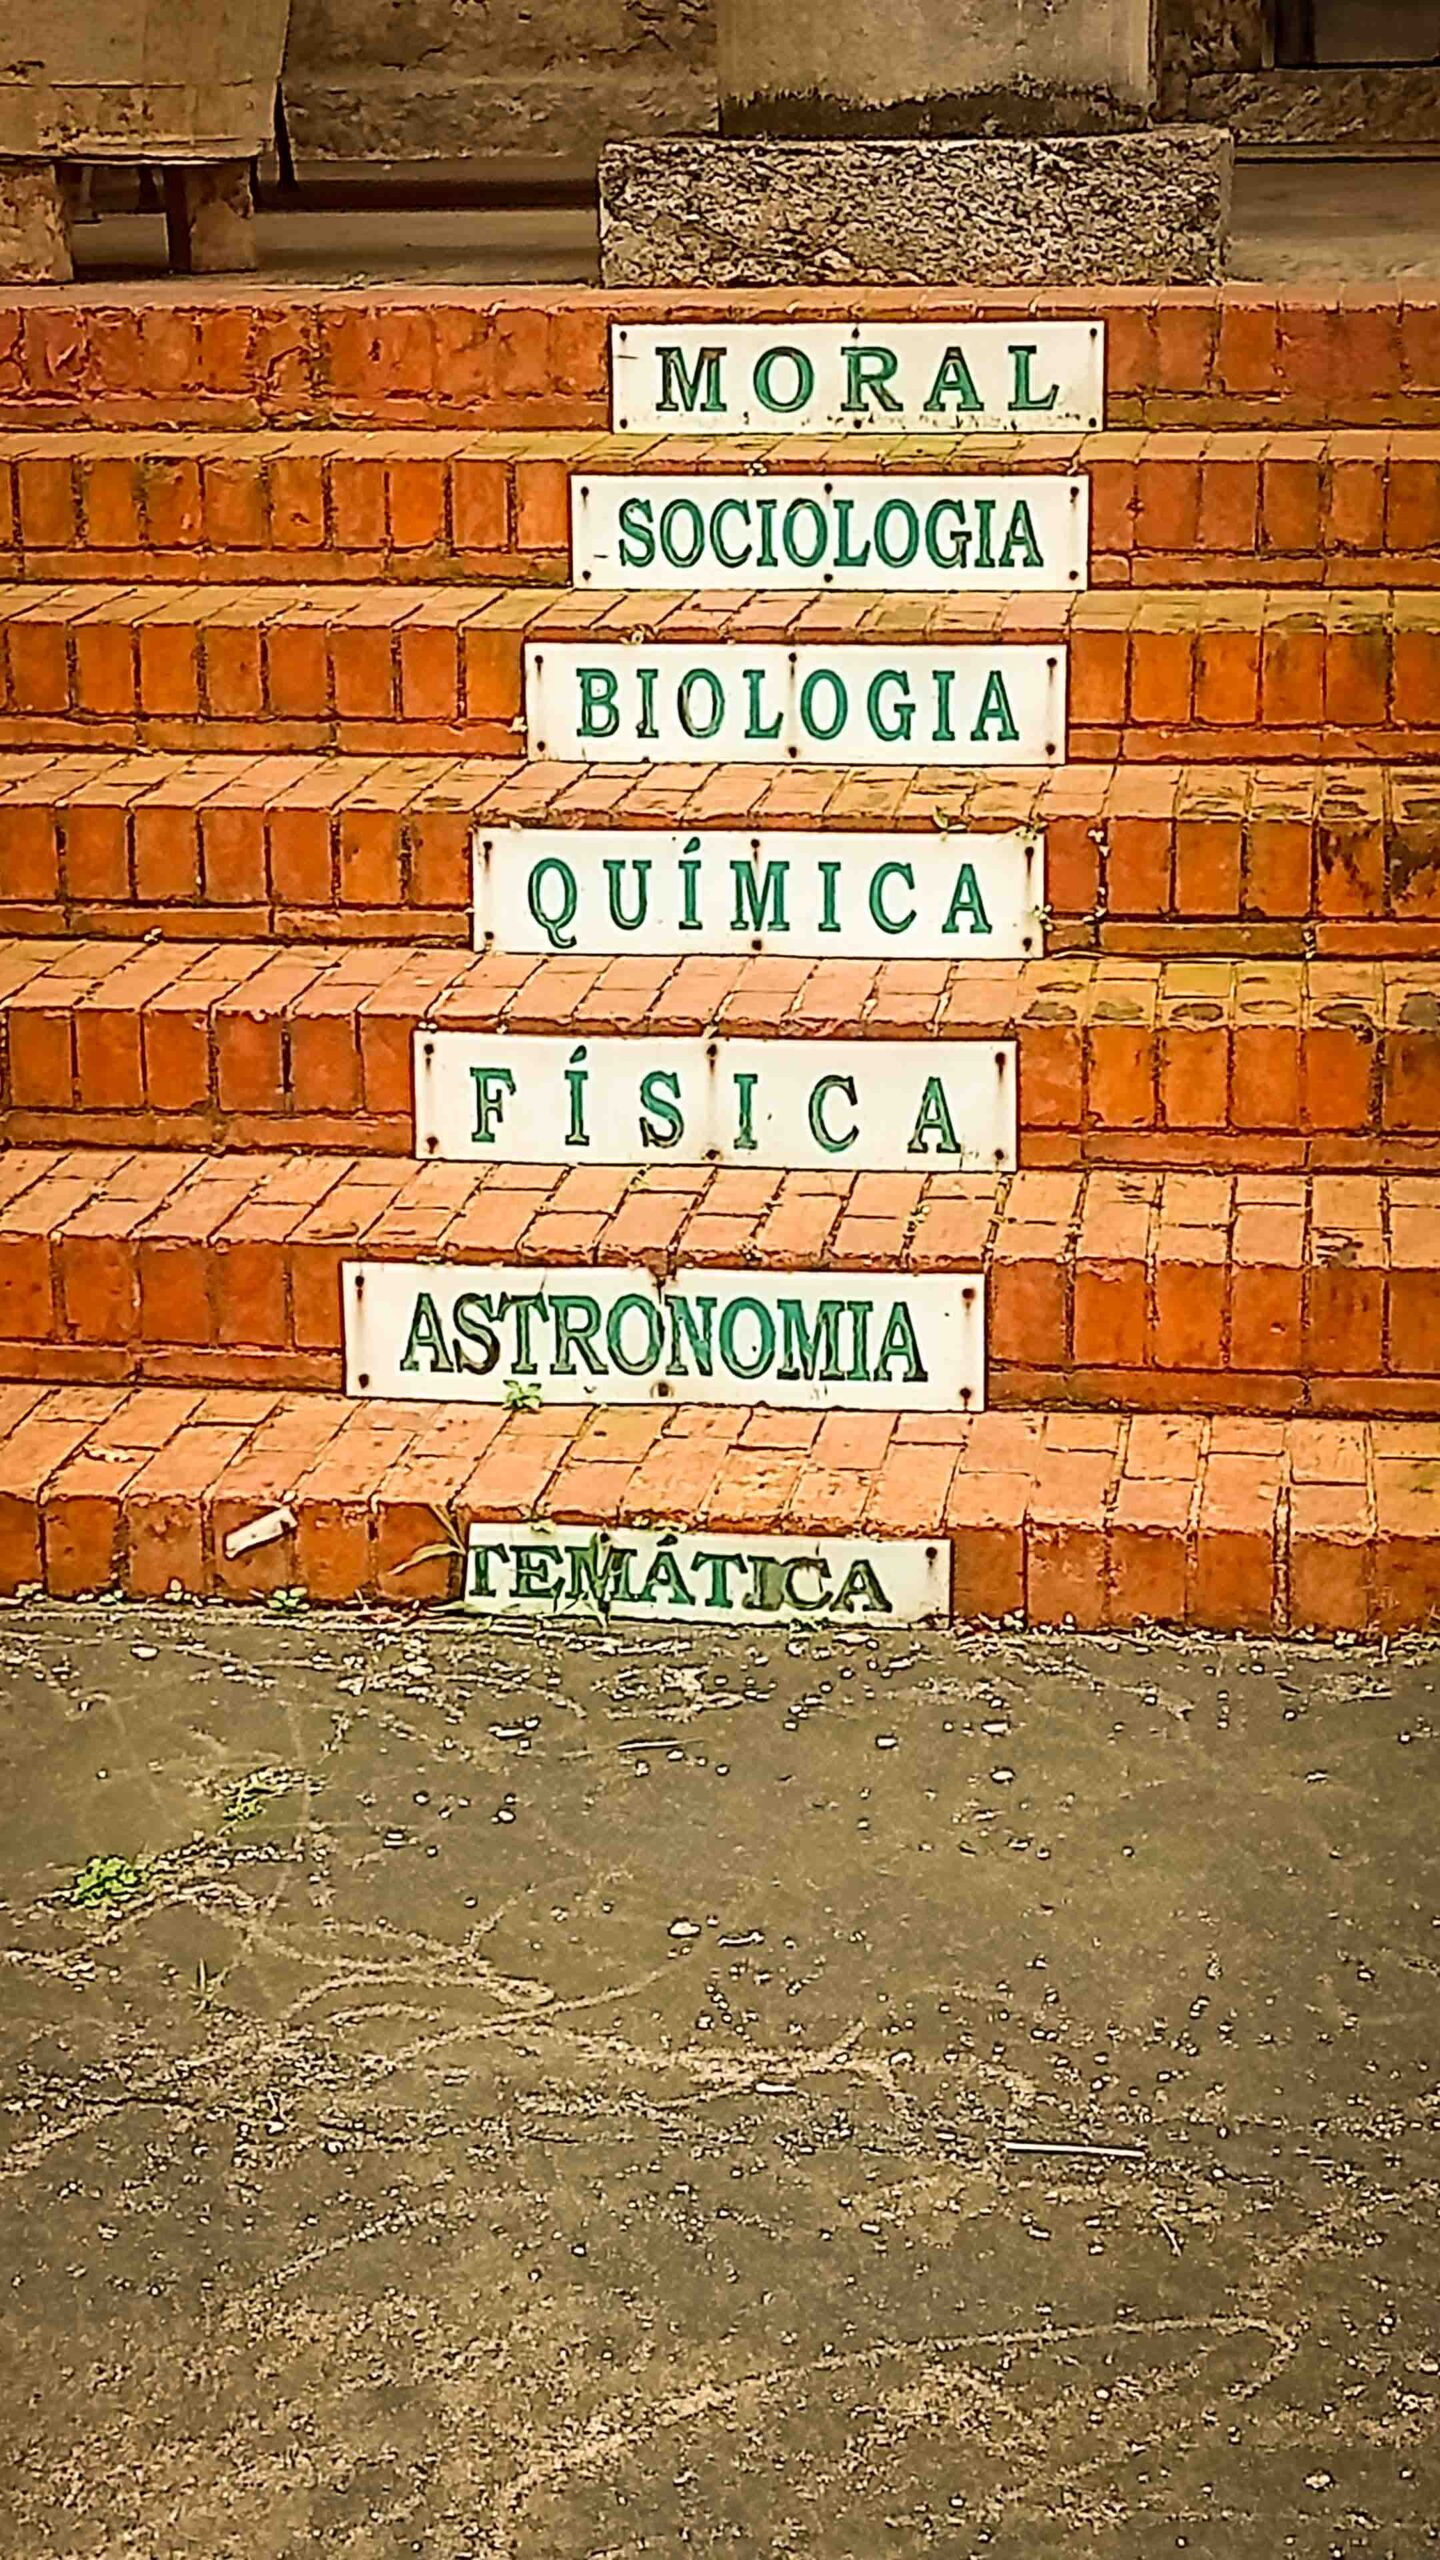 MORAL
SOCIOLOGIA
BIOLOGIA
QUÍMICA
FÍSICA
ASTRONOMIA
TEMÁTICA